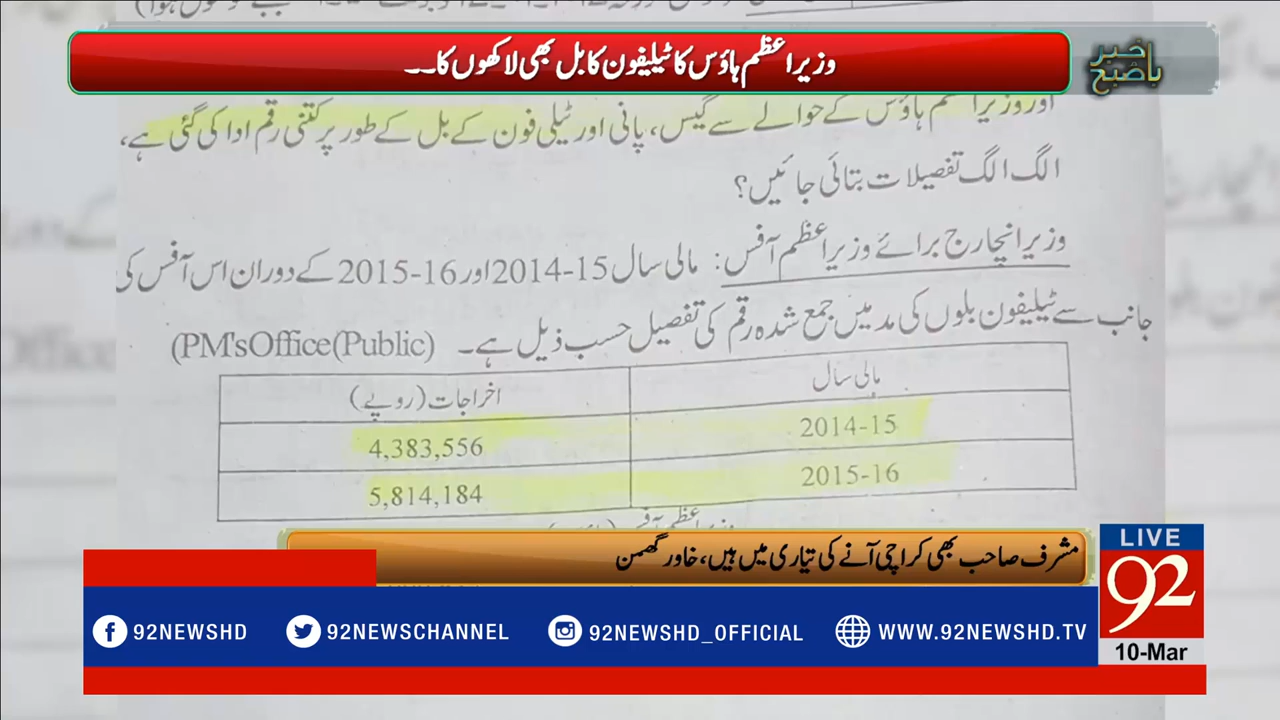 وزیراعظم ہاؤس کا ٹیلیفون کا بل بھی لاکھوں کا۔۔
باخبر صبح
اور وزیراعظم ہاؤس کے حوالے سے گیس، پانی اور ٹیلی فون کے بل کے طور پر کتنی رقم ادا کی گئی ہے،
الگ الگ تفصیلات بتائی جائیں؟
وزیر انچارج برائے وزیراعظم آفس: مالی سال 15-2014 اور 16-2015 کے دوران اس آفس کی
جانب سے ٹیلیفون بلوں کی مد میں جمع شدہ رقم کی تفصیل حسب ذیل ہے۔ (PM'sOffice(Public)
مالی سال اخراجات (روپے)
2014-15 4,383,556
2015-16 5,814,184
مشرف صاحب بھی کراچی آنے کی تیاری میں ہیں، خاور گھمن
LIVE
92
10-Mar
92NEWSHD 92NEWSCHANNEL 92NEWSHD_OFFICIAL WWW.92NEWSHD.TV